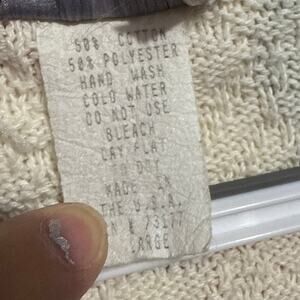 50% COTTON
50% POLYESTER
HAND WASH
COLD WATER
DO NOT USE
BLEACH
LAY FLAT
TO DRY
MADE IN
THE U.S.A.
LARGE